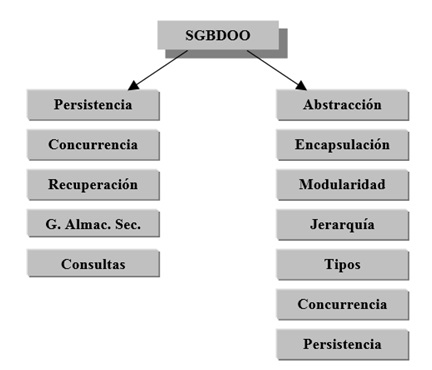 SGBDOO
Persistencia
Concurrencia
Recuperación
G. Almac. Sec.
Consultas
Abstracción
Encapsulación
Modularidad
Jerarquía
Tipos
Concurrencia
Persistencia